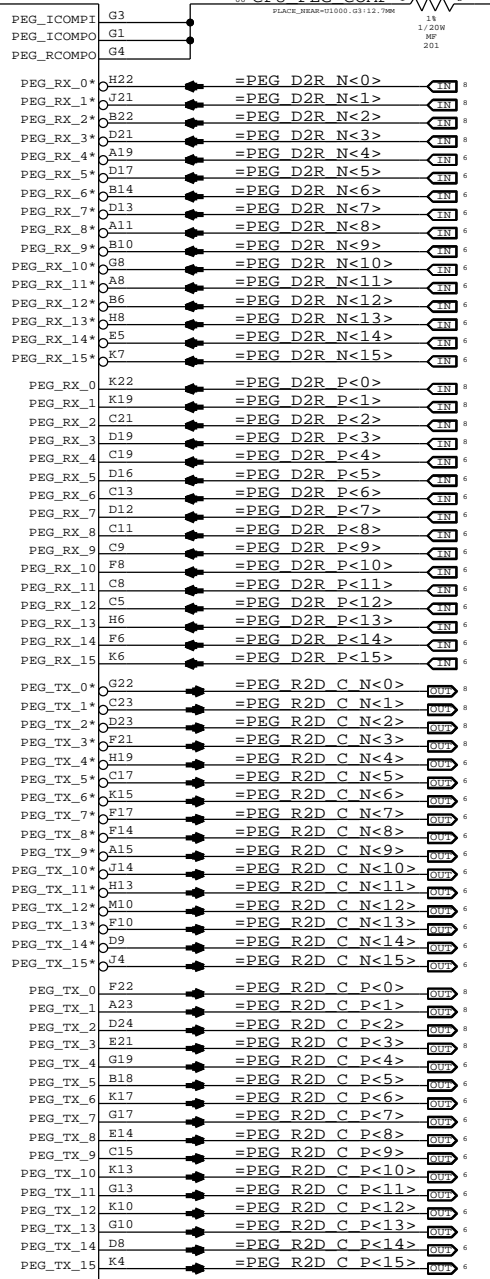 CPU_PEG_COMP
PEG_ICOMPI G3 PLACE_NEAR=U1000.G3:12.7MM 1%
PEG_ICOMPO G1 1/20W
MF
PEG_RCOMPO G4 201
PEG_RX_0* H22 =PEG_D2R_N<0> IN 8
PEG_RX_1* J21 =PEG_D2R_N<1> IN 8
PEG_RX_2* B22 =PEG_D2R_N<2> IN 8
PEG_RX_3* D21 =PEG_D2R_N<3> IN 8
PEG_RX_4* A19 =PEG_D2R_N<4> IN 6
PEG_RX_5* D17 =PEG_D2R_N<5> IN 6
PEG_RX_6* B14 =PEG_D2R_N<6> IN 6
PEG_RX_7* D13 =PEG_D2R_N<7> IN 6
PEG_RX_8* A11 =PEG_D2R_N<8> IN 6
PEG_RX_9* B10 =PEG_D2R_N<9> IN 6
PEG_RX_10* G8 =PEG_D2R_N<10> IN 6
PEG_RX_11* A8 =PEG_D2R_N<11> IN 6
PEG_RX_12* B6 =PEG_D2R_N<12> IN 6
PEG_RX_13* H8 =PEG_D2R_N<13> IN 6
PEG_RX_14* E5 =PEG_D2R_N<14> IN 6
PEG_RX_15* K7 =PEG_D2R_N<15> IN 6
PEG_RX_0 K22 =PEG_D2R_P<0> IN 8
PEG_RX_1 K19 =PEG_D2R_P<1> IN 8
PEG_RX_2 C21 =PEG_D2R_P<2> IN 8
PEG_RX_3 D19 =PEG_D2R_P<3> IN 8
PEG_RX_4 C19 =PEG_D2R_P<4> IN 6
PEG_RX_5 D16 =PEG_D2R_P<5> IN 6
PEG_RX_6 C13 =PEG_D2R_P<6> IN 6
PEG_RX_7 D12 =PEG_D2R_P<7> IN 6
PEG_RX_8 C11 =PEG_D2R_P<8> IN 6
PEG_RX_9 C9 =PEG_D2R_P<9> IN 6
PEG_RX_10 F8 =PEG_D2R_P<10> IN 6
PEG_RX_11 C8 =PEG_D2R_P<11> IN 6
PEG_RX_12 C5 =PEG_D2R_P<12> IN 6
PEG_RX_13 H6 =PEG_D2R_P<13> IN 6
PEG_RX_14 F6 =PEG_D2R_P<14> IN 6
PEG_RX_15 K6 =PEG_D2R_P<15> IN 6
PEG_TX_0* G22 =PEG_R2D_C_N<0> OUT 8
PEG_TX_1* C23 =PEG_R2D_C_N<1> OUT 8
PEG_TX_2* D23 =PEG_R2D_C_N<2> OUT 8
PEG_TX_3* F21 =PEG_R2D_C_N<3> OUT 8
PEG_TX_4* H19 =PEG_R2D_C_N<4> OUT 6
PEG_TX_5* C17 =PEG_R2D_C_N<5> OUT 6
PEG_TX_6* K15 =PEG_R2D_C_N<6> OUT 6
PEG_TX_7* F17 =PEG_R2D_C_N<7> OUT 6
PEG_TX_8* F14 =PEG_R2D_C_N<8> OUT 6
PEG_TX_9* A15 =PEG_R2D_C_N<9> OUT 6
PEG_TX_10* J14 =PEG_R2D_C_N<10> OUT 6
PEG_TX_11* H13 =PEG_R2D_C_N<11> OUT 6
PEG_TX_12* M10 =PEG_R2D_C_N<12> OUT 6
PEG_TX_13* F10 =PEG_R2D_C_N<13> OUT 6
PEG_TX_14* D9 =PEG_R2D_C_N<14> OUT 6
PEG_TX_15* J4 =PEG_R2D_C_N<15> OUT 6
PEG_TX_0 F22 =PEG_R2D_C_P<0> OUT 8
PEG_TX_1 A23 =PEG_R2D_C_P<1> OUT 8
PEG_TX_2 D24 =PEG_R2D_C_P<2> OUT 8
PEG_TX_3 E21 =PEG_R2D_C_P<3> OUT 8
PEG_TX_4 G19 =PEG_R2D_C_P<4> OUT 6
PEG_TX_5 B18 =PEG_R2D_C_P<5> OUT 6
PEG_TX_6 K17 =PEG_R2D_C_P<6> OUT 6
PEG_TX_7 G17 =PEG_R2D_C_P<7> OUT 6
PEG_TX_8 E14 =PEG_R2D_C_P<8> OUT 6
PEG_TX_9 C15 =PEG_R2D_C_P<9> OUT 6
PEG_TX_10 K13 =PEG_R2D_C_P<10> OUT 6
PEG_TX_11 G13 =PEG_R2D_C_P<11> OUT 6
PEG_TX_12 K10 =PEG_R2D_C_P<12> OUT 6
PEG_TX_13 G10 =PEG_R2D_C_P<13> OUT 6
PEG_TX_14 D8 =PEG_R2D_C_P<14> OUT 6
PEG_TX_15 K4 =PEG_R2D_C_P<15> OUT 6